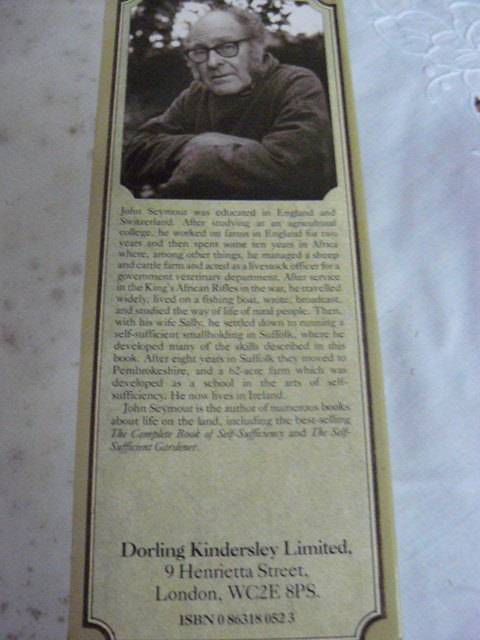 John Seymour was educated in England and
Switzerland. After studying at an agricultural
college, he worked on farms in England for two
years and then spent some ten years in Africa
where, among other things, he managed a sheep
and cattle farm and acted as a livestock officer for a
government veterinary department. After service
in the King's African Rifles in the war, he travelled
widely, lived on a fishing boat, wrote, broadcast,
and studied the way of life of rural people. Then,
with his wife Sally, he settled down to running a
self-sufficient smallholding in Suffolk, where he
developed many of the skills described in this
book. After eight years in Suffolk they moved to
Pembrokeshire, and a 62-acre farm which was
developed as a school in the arts of self-
sufficiency. He now lives in Ireland.
John Seymour is the author of numerous books
about life on the land, including the best-selling
The Complete Book of Self-Sufficiency and The Self-
Sufficient Gardener.
Dorling Kindersley Limited,
9 Henrietta Street,
London, WC2E 8PS.
ISBN 0 86318 052 3